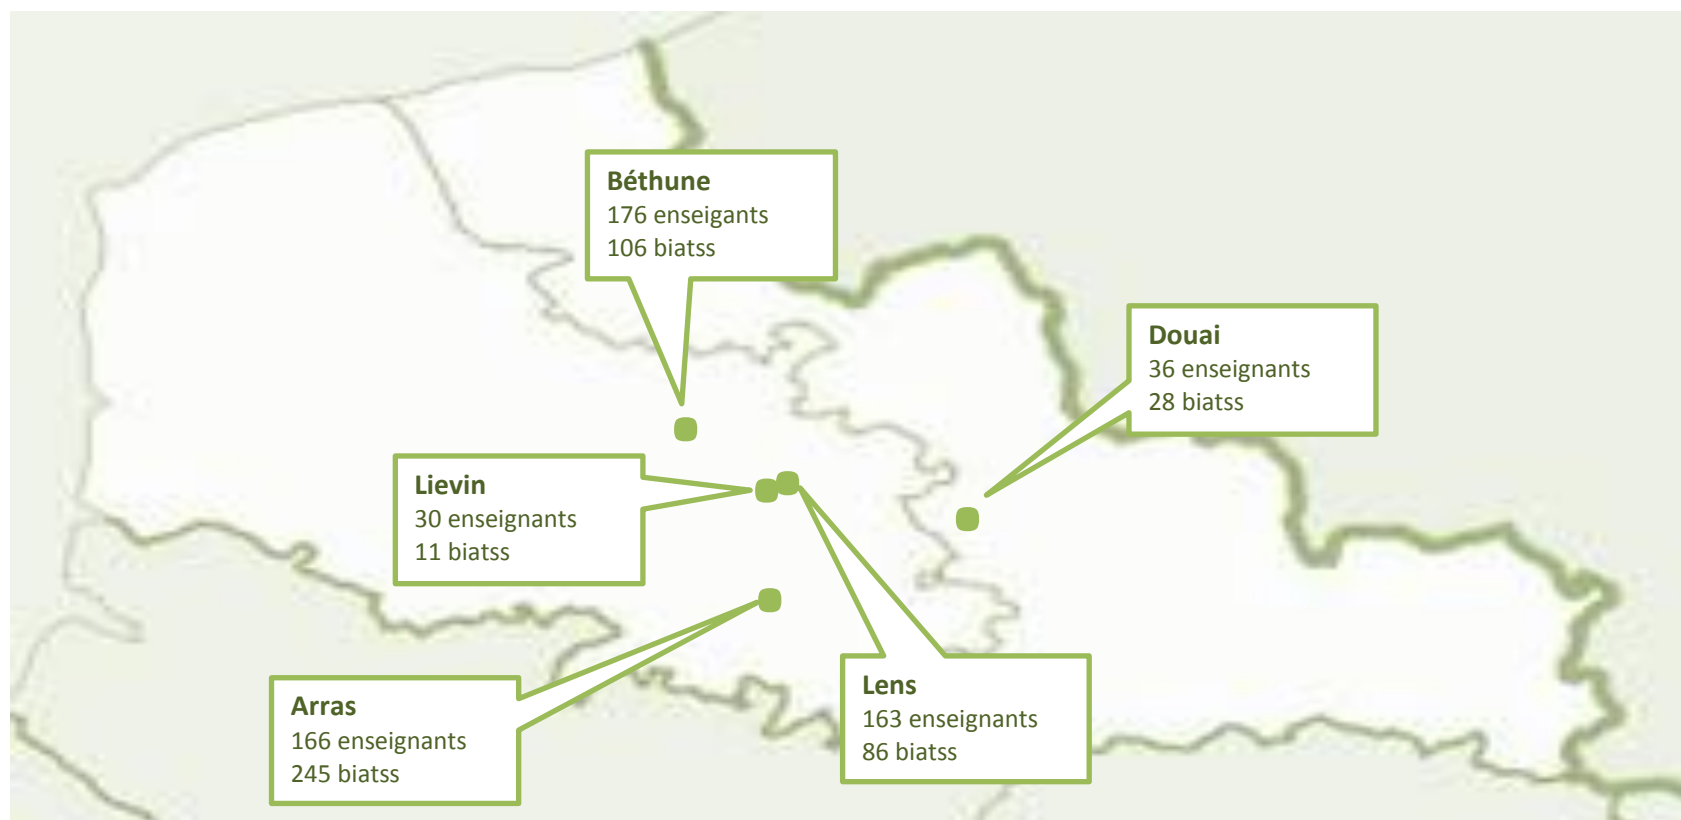 Béthune
176 enseigants
106 biatss
Douai
36 enseignants
28 biatss
Lievin
30 enseignants
11 biatss
Lens
163 enseignants
86 biatss
Arras
166 enseignants
245 biatss